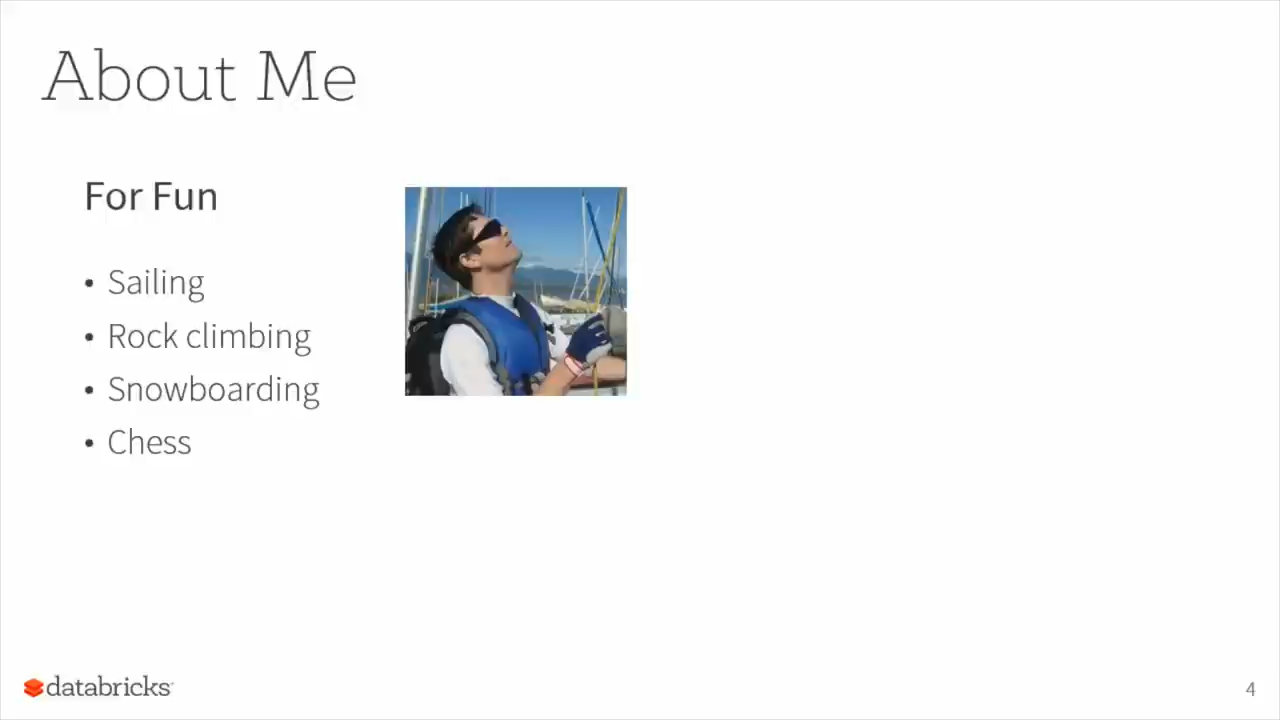 About Me
For Fun
• Sailing
• Rock climbing
• Snowboarding
• Chess
databricks
4